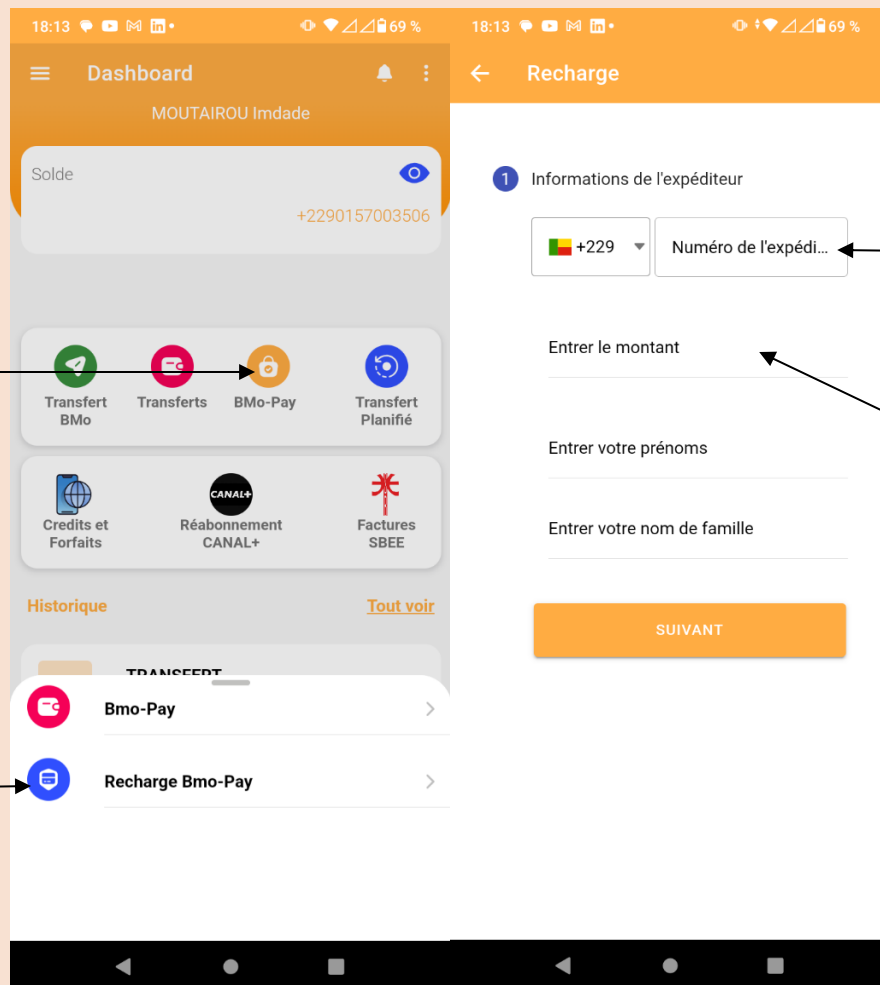 18:13
69 %
Dashboard
MOUTAIROU Imdade
Solde
+2290157003506
Transfert
BMo
Transferts
BMo-Pay
Transfert
Planifié
Credits et
Forfaits
CANAL+
Réabonnement
CANAL+
Factures
SBEE
Historique
Tout voir
TRANSFERT
Bmo-Pay
Recharge Bmo-Pay
18:13
69 %
Recharge
1 Informations de l'expéditeur
+229
Numéro de l'expédi...
Entrer le montant
Entrer votre prénoms
Entrer votre nom de famille
SUIVANT